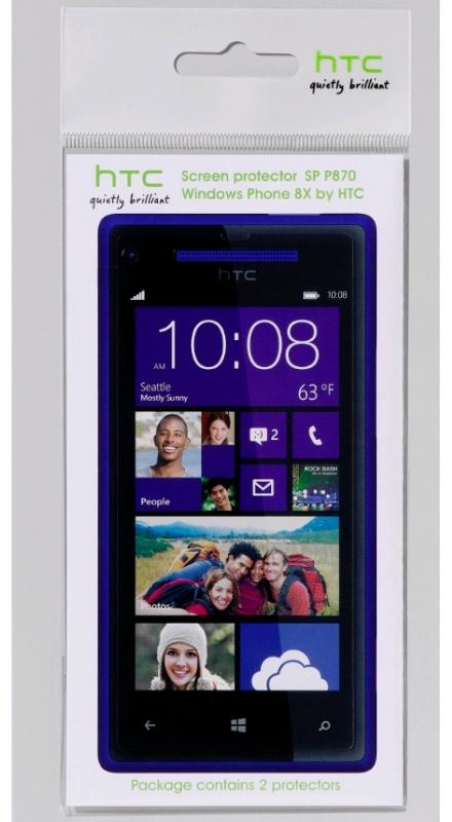 hTC
quietly brilliant
hTC
quietly brilliant
Screen protector SP P870
Windows Phone 8X by HTC
hTC
10:08
AM 10:08
Seattle
Mostly Sunny
63°F
2
People
ROCK BASH
Photos
Package contains 2 protectors